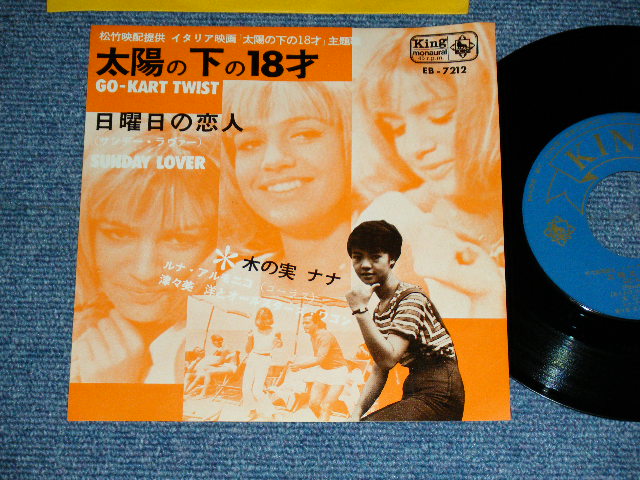 松竹映配提供 イタリア映画「太陽の下の18才」主題歌
King
monaural
45 r.p.m.
EB-7212
太陽の下の18才
GO-KART TWIST
日曜日の恋人
(サンデー・ラヴァー)
SUNDAY LOVER
木の実 ナナ
ルナ・アルモニコ
津々美 洋とオール・スターズ・ワゴン
KING